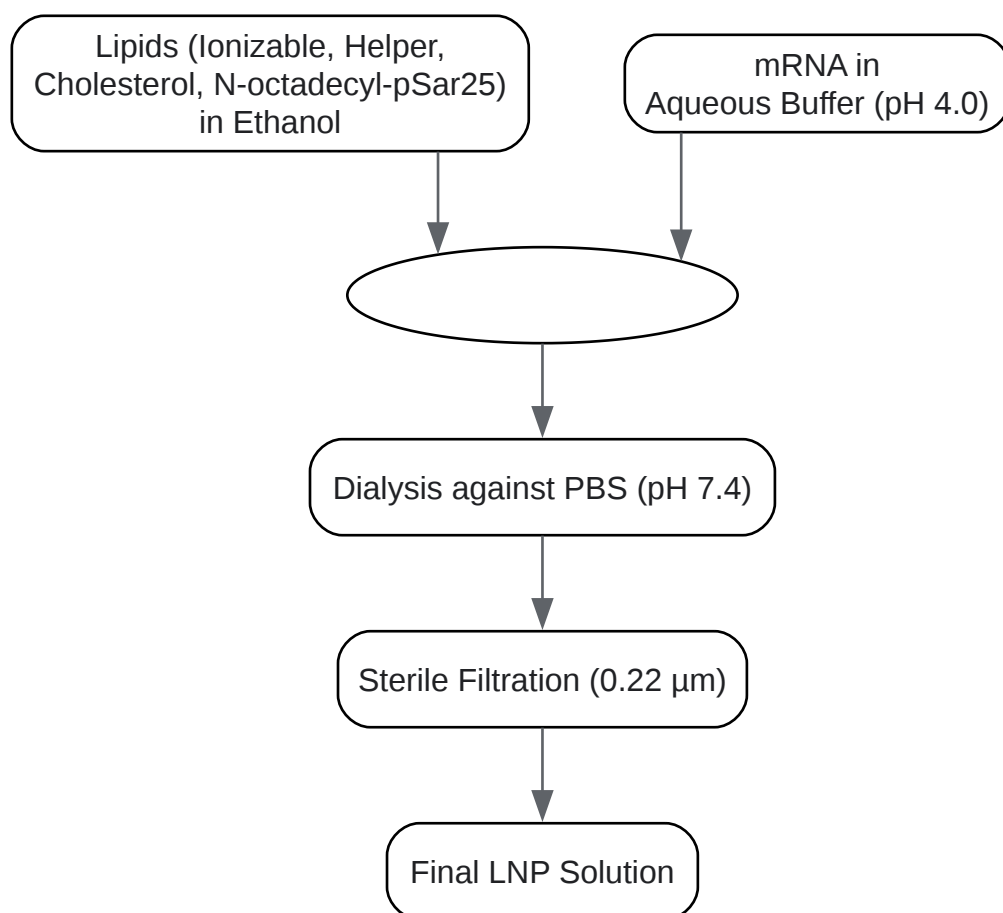 Lipids (Ionizable, Helper,
Cholesterol, N-octadecyl-pSar25)
in Ethanol
mRNA in
Aqueous Buffer (pH 4.0)
Dialysis against PBS (pH 7.4)
Sterile Filtration (0.22 µm)
Final LNP Solution